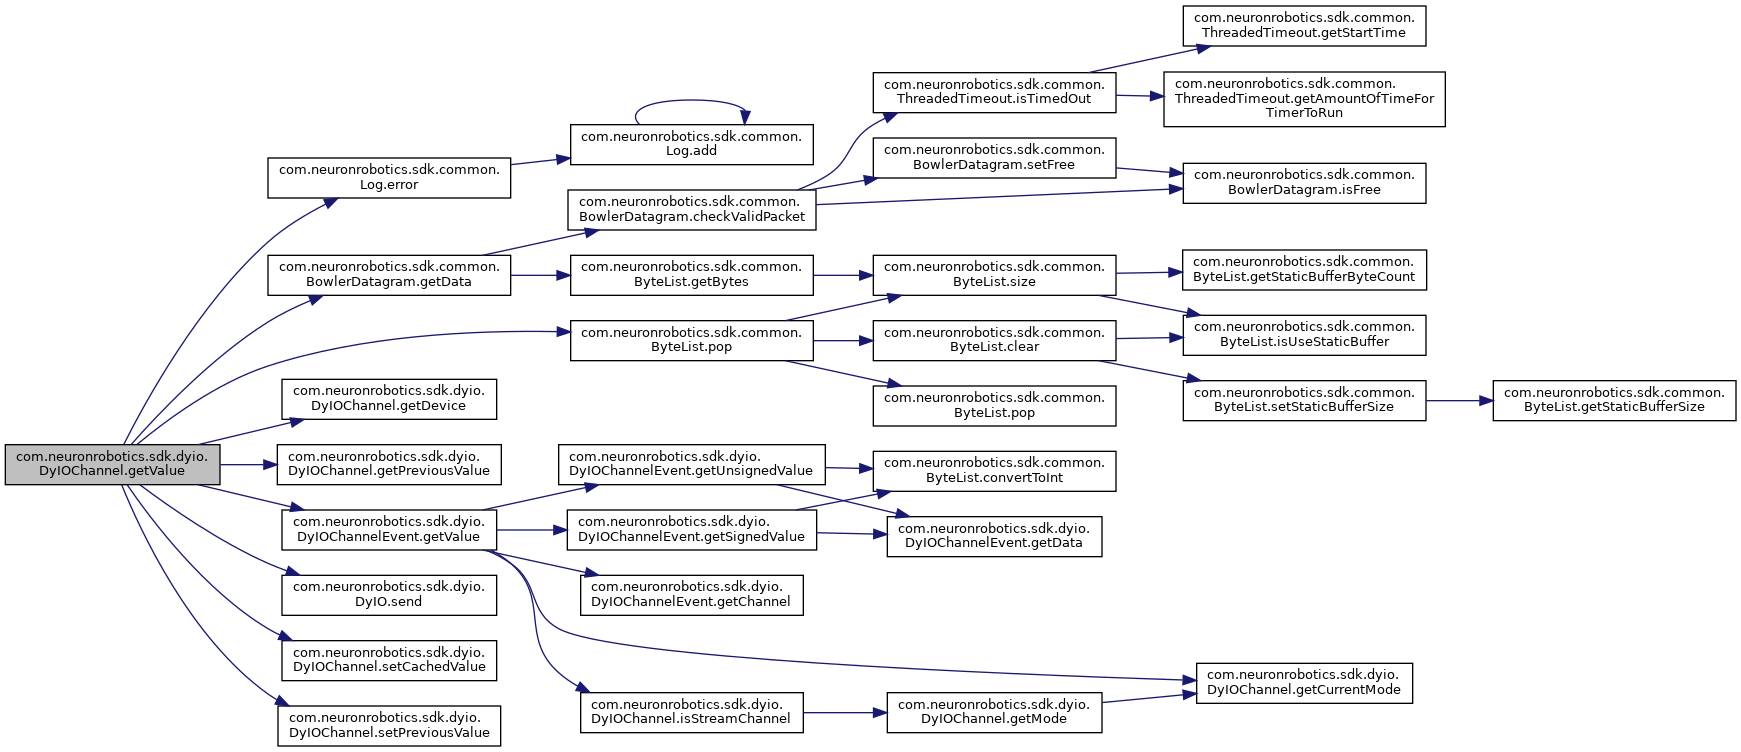 com.neuronrobotics.sdk.dyio.
DyIOChannel.getValue
com.neuronrobotics.sdk.common.
Log.error
com.neuronrobotics.sdk.common.
BowlerDatagram.getData
com.neuronrobotics.sdk.dyio.
DyIOChannel.getDevice
com.neuronrobotics.sdk.dyio.
DyIOChannel.getPreviousValue
com.neuronrobotics.sdk.dyio.
DyIOChannelEvent.getValue
com.neuronrobotics.sdk.dyio.
DyIO.send
com.neuronrobotics.sdk.dyio.
DyIOChannel.setCachedValue
com.neuronrobotics.sdk.dyio.
DyIOChannel.setPreviousValue
com.neuronrobotics.sdk.common.
Log.add
com.neuronrobotics.sdk.common.
BowlerDatagram.checkValidPacket
com.neuronrobotics.sdk.common.
ByteList.getBytes
com.neuronrobotics.sdk.common.
ByteList.pop
com.neuronrobotics.sdk.dyio.
DyIOChannelEvent.getUnsignedValue
com.neuronrobotics.sdk.dyio.
DyIOChannelEvent.getSignedValue
com.neuronrobotics.sdk.dyio.
DyIOChannelEvent.getChannel
com.neuronrobotics.sdk.dyio.
DyIOChannel.isStreamChannel
com.neuronrobotics.sdk.common.
ThreadedTimeout.isTimedOut
com.neuronrobotics.sdk.common.
BowlerDatagram.setFree
com.neuronrobotics.sdk.common.
ByteList.size
com.neuronrobotics.sdk.common.
ByteList.clear
com.neuronrobotics.sdk.common.
ByteList.pop
com.neuronrobotics.sdk.common.
ByteList.convertToInt
com.neuronrobotics.sdk.dyio.
DyIOChannelEvent.getData
com.neuronrobotics.sdk.dyio.
DyIOChannel.getMode
com.neuronrobotics.sdk.common.
ThreadedTimeout.getStartTime
com.neuronrobotics.sdk.common.
ThreadedTimeout.getAmountOfTimeFor
TimerToRun
com.neuronrobotics.sdk.common.
BowlerDatagram.isFree
com.neuronrobotics.sdk.common.
ByteList.getStaticBufferByteCount
com.neuronrobotics.sdk.common.
ByteList.isUseStaticBuffer
com.neuronrobotics.sdk.common.
ByteList.setStaticBufferSize
com.neuronrobotics.sdk.dyio.
DyIOChannel.getCurrentMode
com.neuronrobotics.sdk.common.
ByteList.getStaticBufferSize